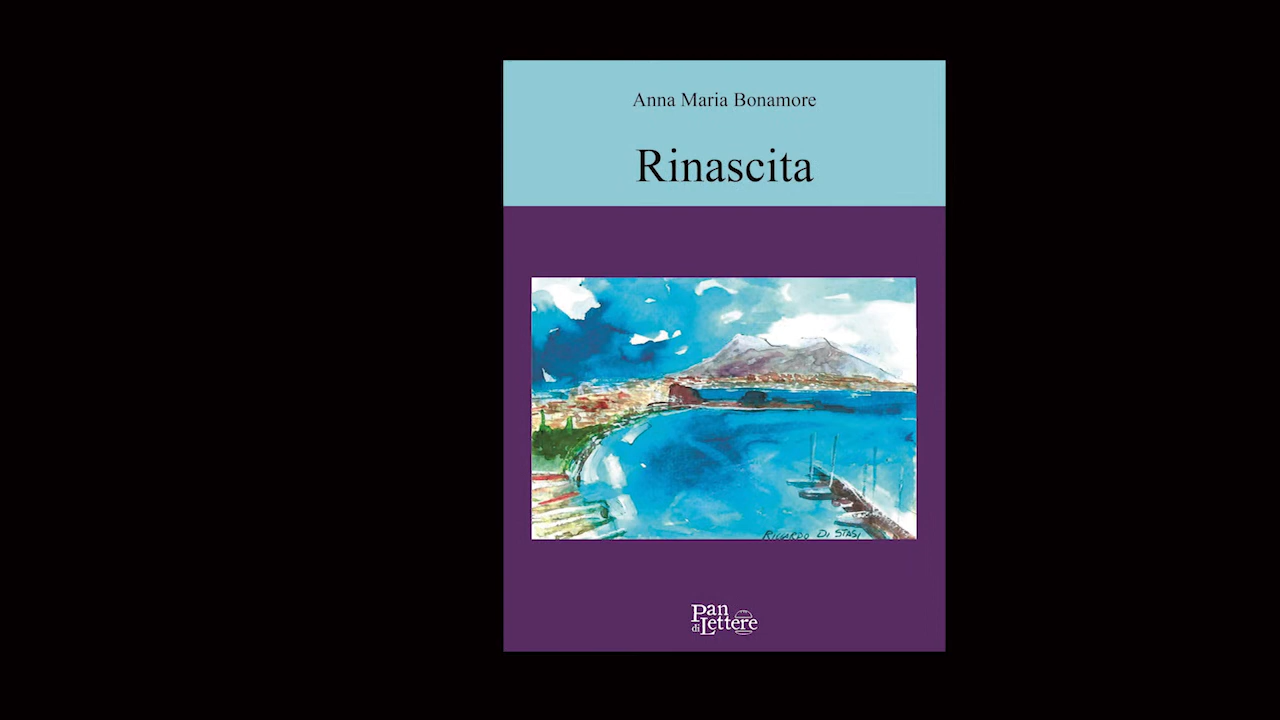 Anna Maria Bonamore
Rinascita
RICCARDO DI STASI
Pan
di Lettere